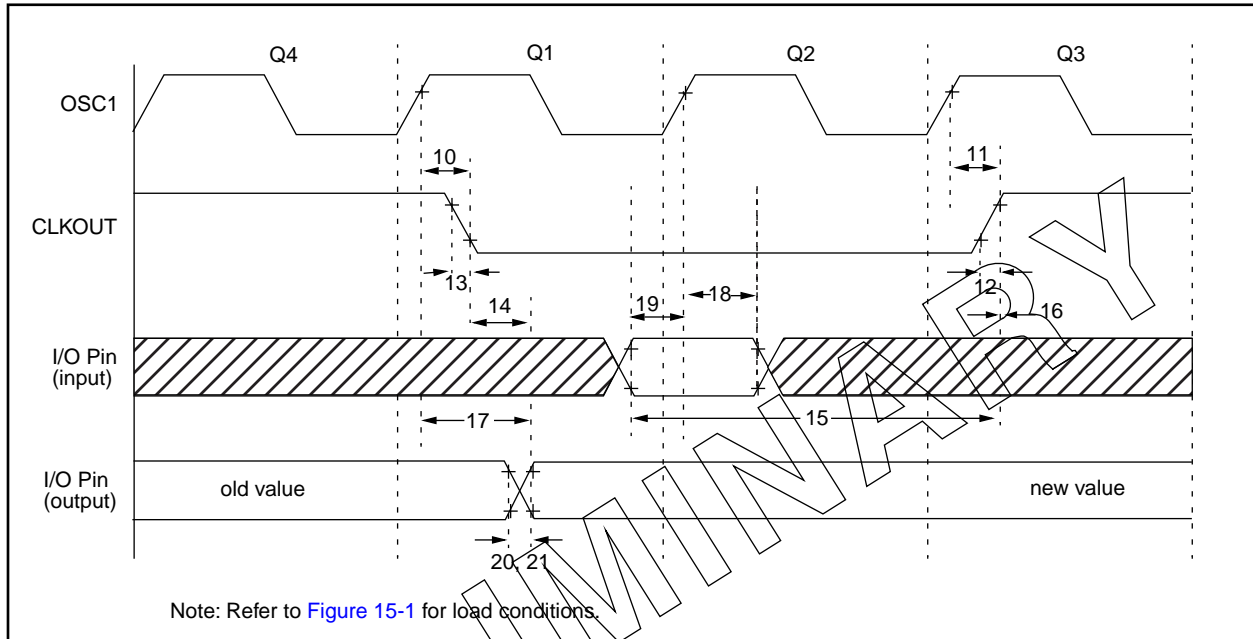 Q4 Q1 Q2 Q3
OSC1
10 11
CLKOUT
13 12
14 19 18 16
I/O Pin
(input)
17 15
I/O Pin
(output)
old value new value
20, 21
Note: Refer to Figure 15-1 for load conditions.
IMINARY